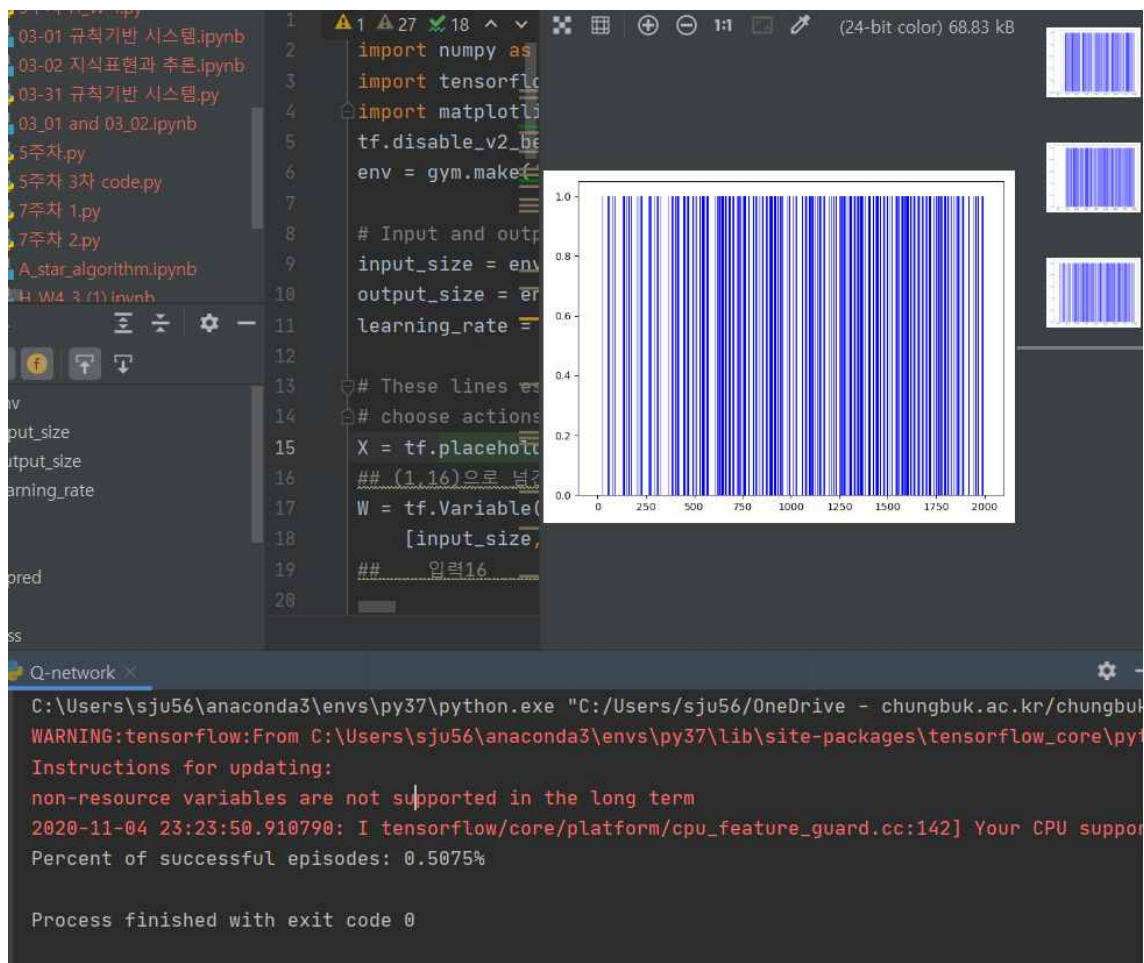 03-01 규칙기반 시스템.ipynb
03-02 지식표현과 추론.ipynb
03-31 규칙기반 시스템.py
03_01 and 03_02.ipynb
5주차.py
5주차 3차 code.py
7주차 1.py
7주차 2.py
A_star_algorithm.ipynb
input_size
output_size
learning_rate
1
2
3
4
5
6
7
8
9
10
11
12
13
14
15
16
17
18
19
20
1 27 18
import numpy as
import tensorflo
import matplotli
tf.disable_v2_be
env = gym.make(
# Input and outp
input_size = env
output_size = en
learning_rate =
# These lines es
# choose actions
X = tf.placehold
## (1,16)으로
W = tf.Variable(
[input_size,
## 입력16
1:1 (24-bit color) 68.83 kB
1.0
0.8
0.6
0.4
0.2
0.0
0 250 500 750 1000 1250 1500 1750 2000
Q-network
C:\Users\sju56\anaconda3\envs\py37\python.exe "C:/Users/sju56/OneDrive - chungbuk.ac.kr/chungbuk
WARNING:tensorflow:From C:\Users\sju56\anaconda3\envs\py37\lib\site-packages\tensorflow_core\pyt
Instructions for updating:
non-resource variables are not supported in the long term
2020-11-04 23:23:50.910790: I tensorflow/core/platform/cpu_feature_guard.cc:142] Your CPU suppor
Percent of successful episodes: 0.5075%
Process finished with exit code 0